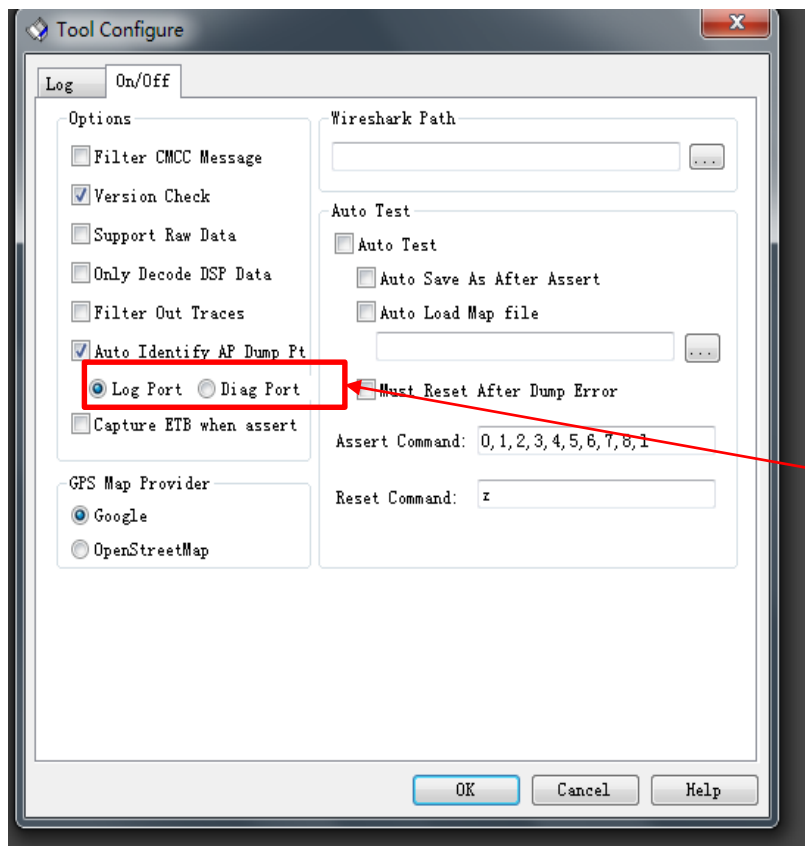 Tool Configure
Log
On/Off
Options
Filter CMCC Message
Version Check
Support Raw Data
Only Decode DSP Data
Filter Out Traces
Auto Identify AP Dump Pt
Log Port Diag Port
Capture ETB when assert
GPS Map Provider
Google
OpenStreetMap
Wireshark Path
...
Auto Test
Auto Test
Auto Save As After Assert
Auto Load Map file
...
Must Reset After Dump Error
Assert Command: 0,1,2,3,4,5,6,7,8,1
Reset Command: z
OK Cancel Help